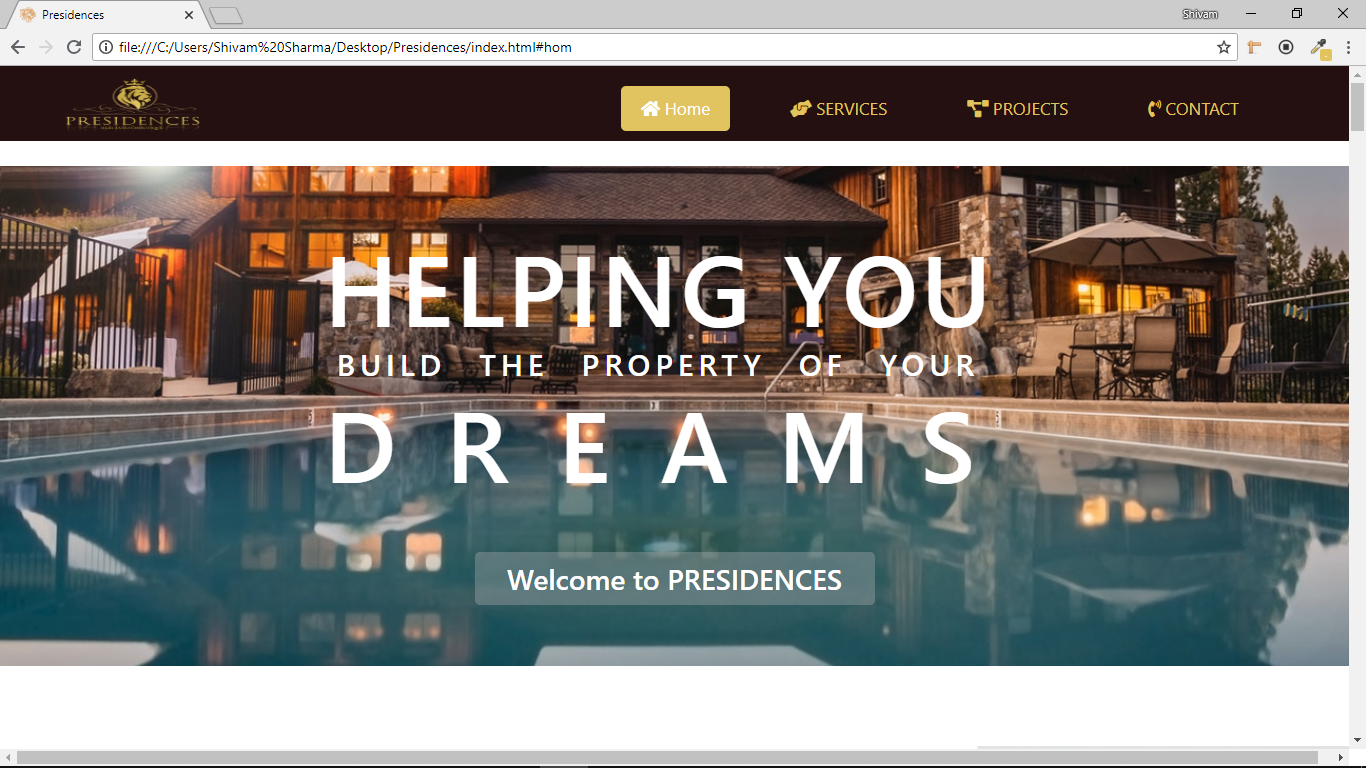 Presidences
Shivam
file:///C:/Users/Shivam%20Sharma/Desktop/Presidences/index.html#hom
PRESIDENCES
Home
SERVICES
PROJECTS
CONTACT
HELPING YOU
BUILD THE PROPERTY OF YOUR
DREAMS
Welcome to PRESIDENCES